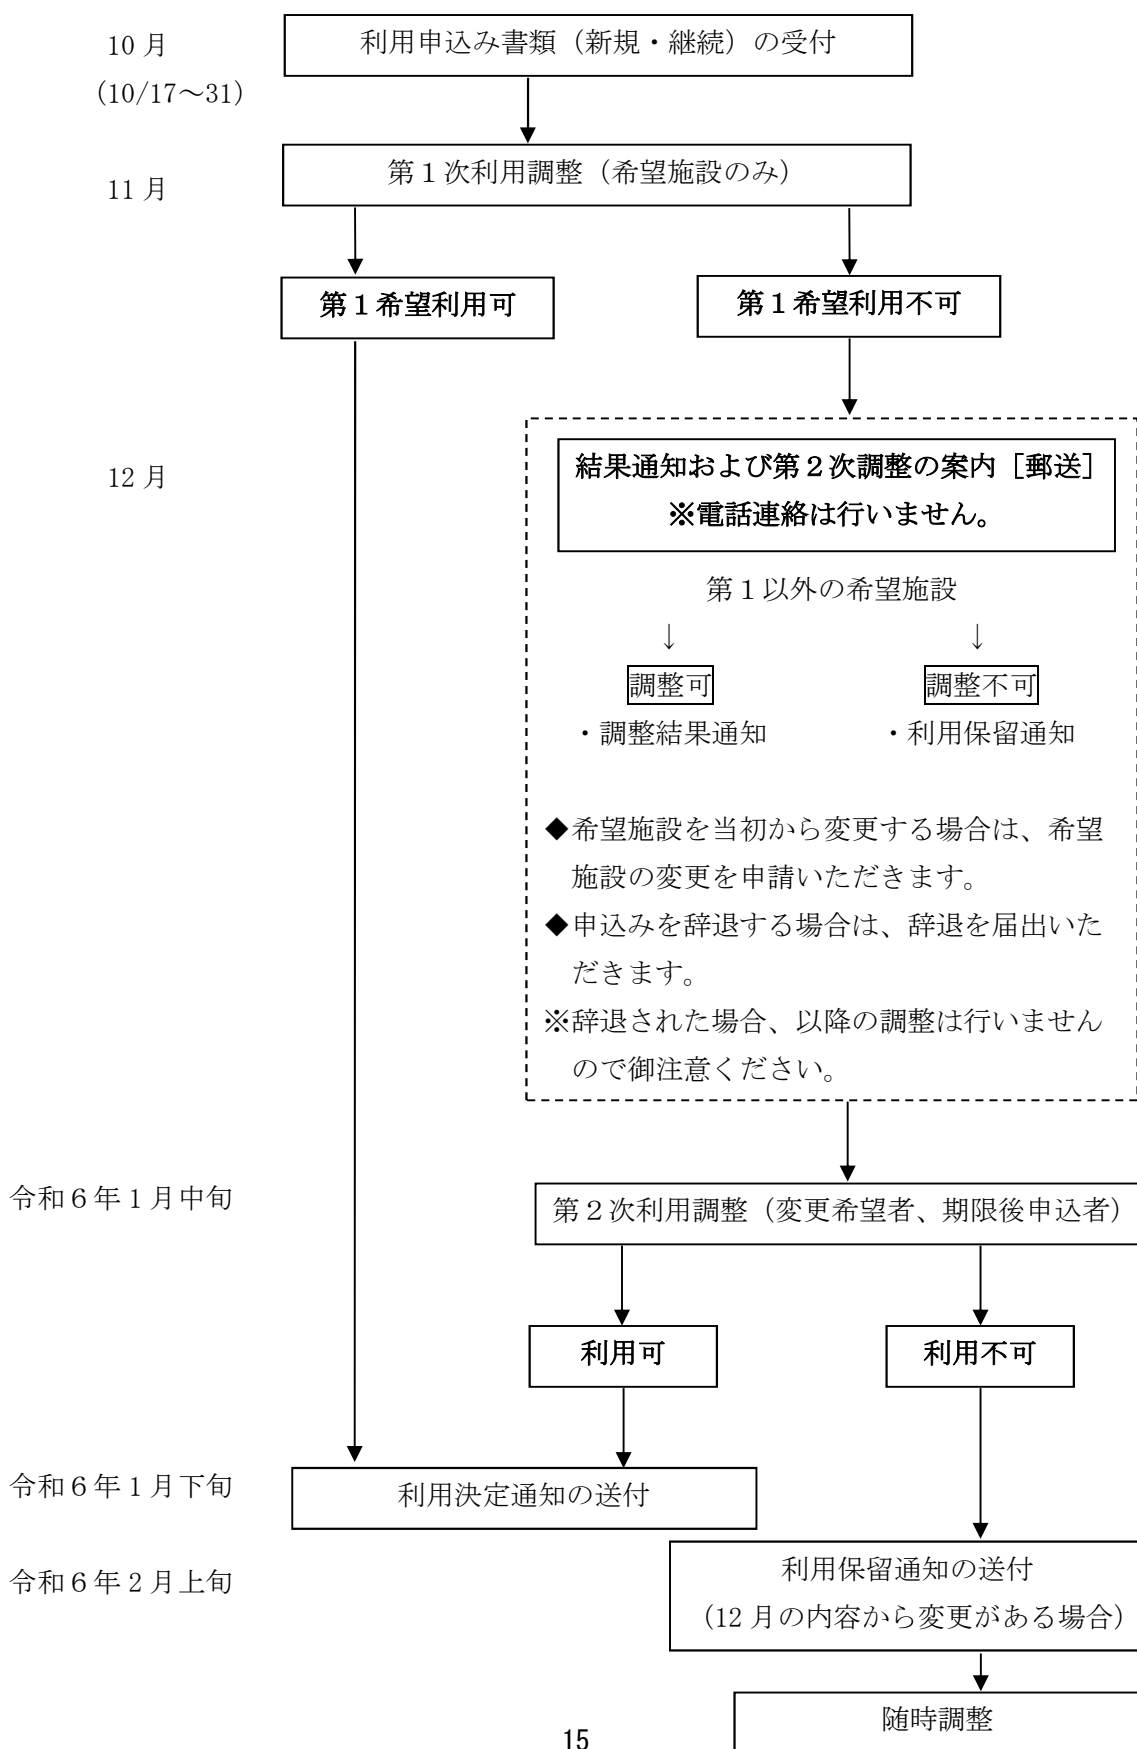 10 月
利用申込み書類（新規・継続）の受付
（10/17～31）
11 月
第１次利用調整（希望施設のみ）
第１希望利用可
第１希望利用不可
12 月
結果通知および第２次調整の案内［郵送］
※電話連絡は行いません。
第１以外の希望施設
↓ ↓
調整可
調整不可
・調整結果通知
・利用保留通知
◆希望施設を当初から変更する場合は、希望
施設の変更を申請いただきます。
◆申込みを辞退する場合は、辞退を届出いた
だきます。
※辞退された場合、以降の調整は行いません
ので御注意ください。
令和６年１月中旬
第２次利用調整（変更希望者、期限後申込者）
利用可
利用不可
令和６年１月下旬
利用決定通知の送付
令和６年２月上旬
利用保留通知の送付
（12 月の内容から変更がある場合）
随時調整
15